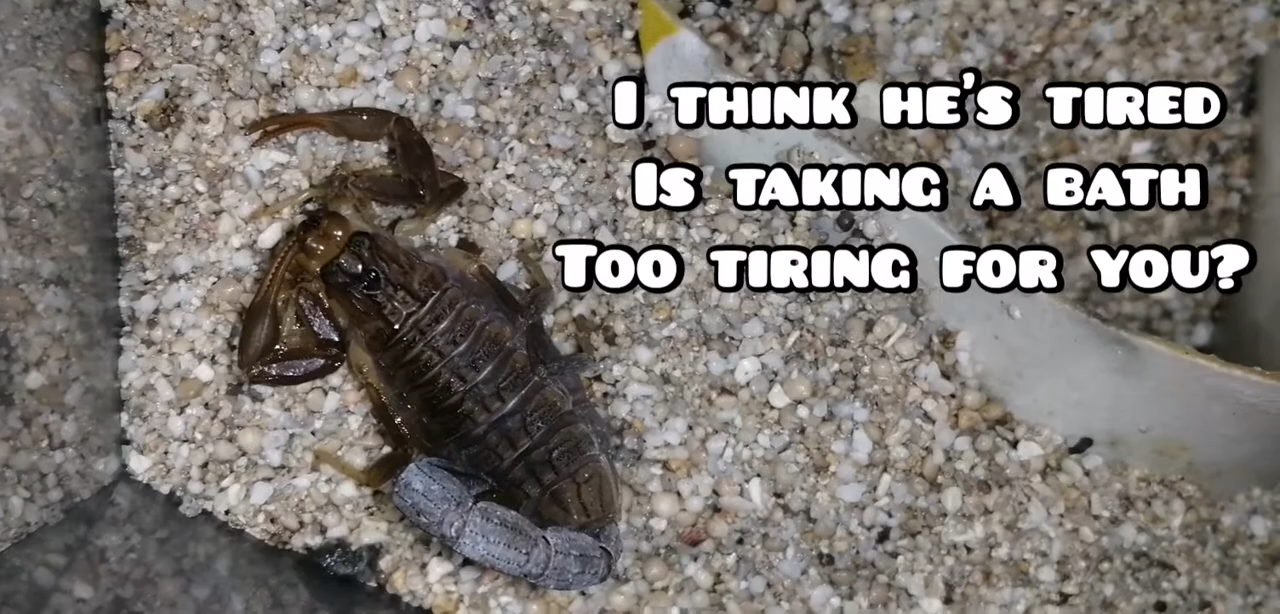 I THINK HE'S TIRED
IS TAKING A BATH
TOO TIRING FOR YOU?